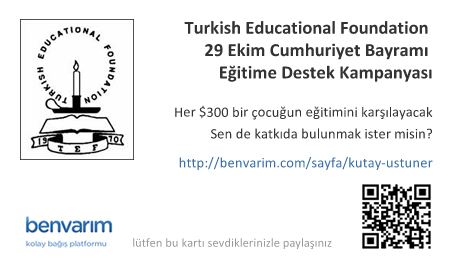 TURKISH EDUCATIONAL FOUNDATION
19 TEF 70
Turkish Educational Foundation
29 Ekim Cumhuriyet Bayramı
Eğitime Destek Kampanyası
Her $300 bir çocuğun eğitimini karşılayacak
Sen de katkıda bulunmak ister misin?
http://benvarim.com/sayfa/kutay-ustuner
benvarım
kolay bağış platformu
lütfen bu kartı sevdiklerinizle paylaşınız